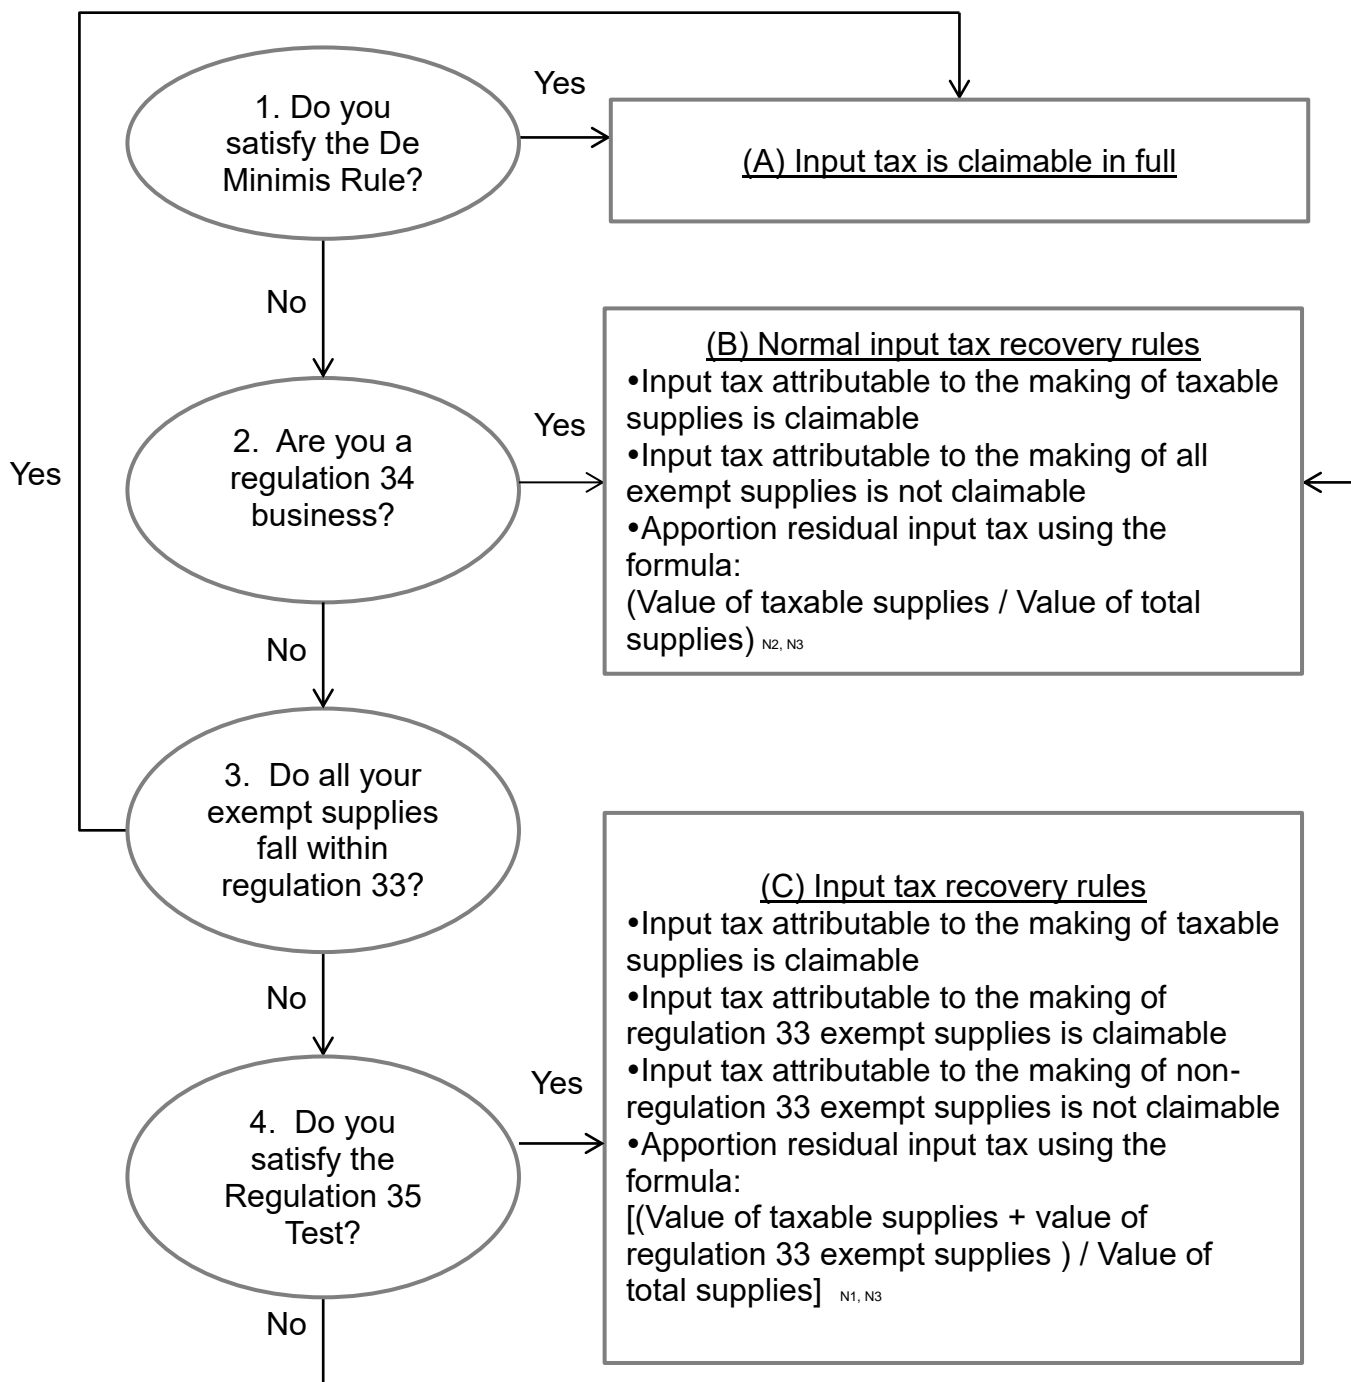 1. Do you
satisfy the De
Minimis Rule?
Yes
(A) Input tax is claimable in full
No
2.  Are you a
regulation 34
business?
Yes
(B) Normal input tax recovery rules
•Input tax attributable to the making of taxable
supplies is claimable
•Input tax attributable to the making of all
exempt supplies is not claimable
•Apportion residual input tax using the
formula:
(Value of taxable supplies / Value of total
supplies) N2, N3
Yes
No
3.  Do all your
exempt supplies
fall within
regulation 33?
No
4.  Do you
satisfy the
Regulation 35
Test?
Yes
(C) Input tax recovery rules
•Input tax attributable to the making of taxable
supplies is claimable
•Input tax attributable to the making of
regulation 33 exempt supplies is claimable
•Input tax attributable to the making of non-
regulation 33 exempt supplies is not claimable
•Apportion residual input tax using the
formula:
[(Value of taxable supplies + value of
regulation 33 exempt supplies ) / Value of
total supplies] N1, N3
No